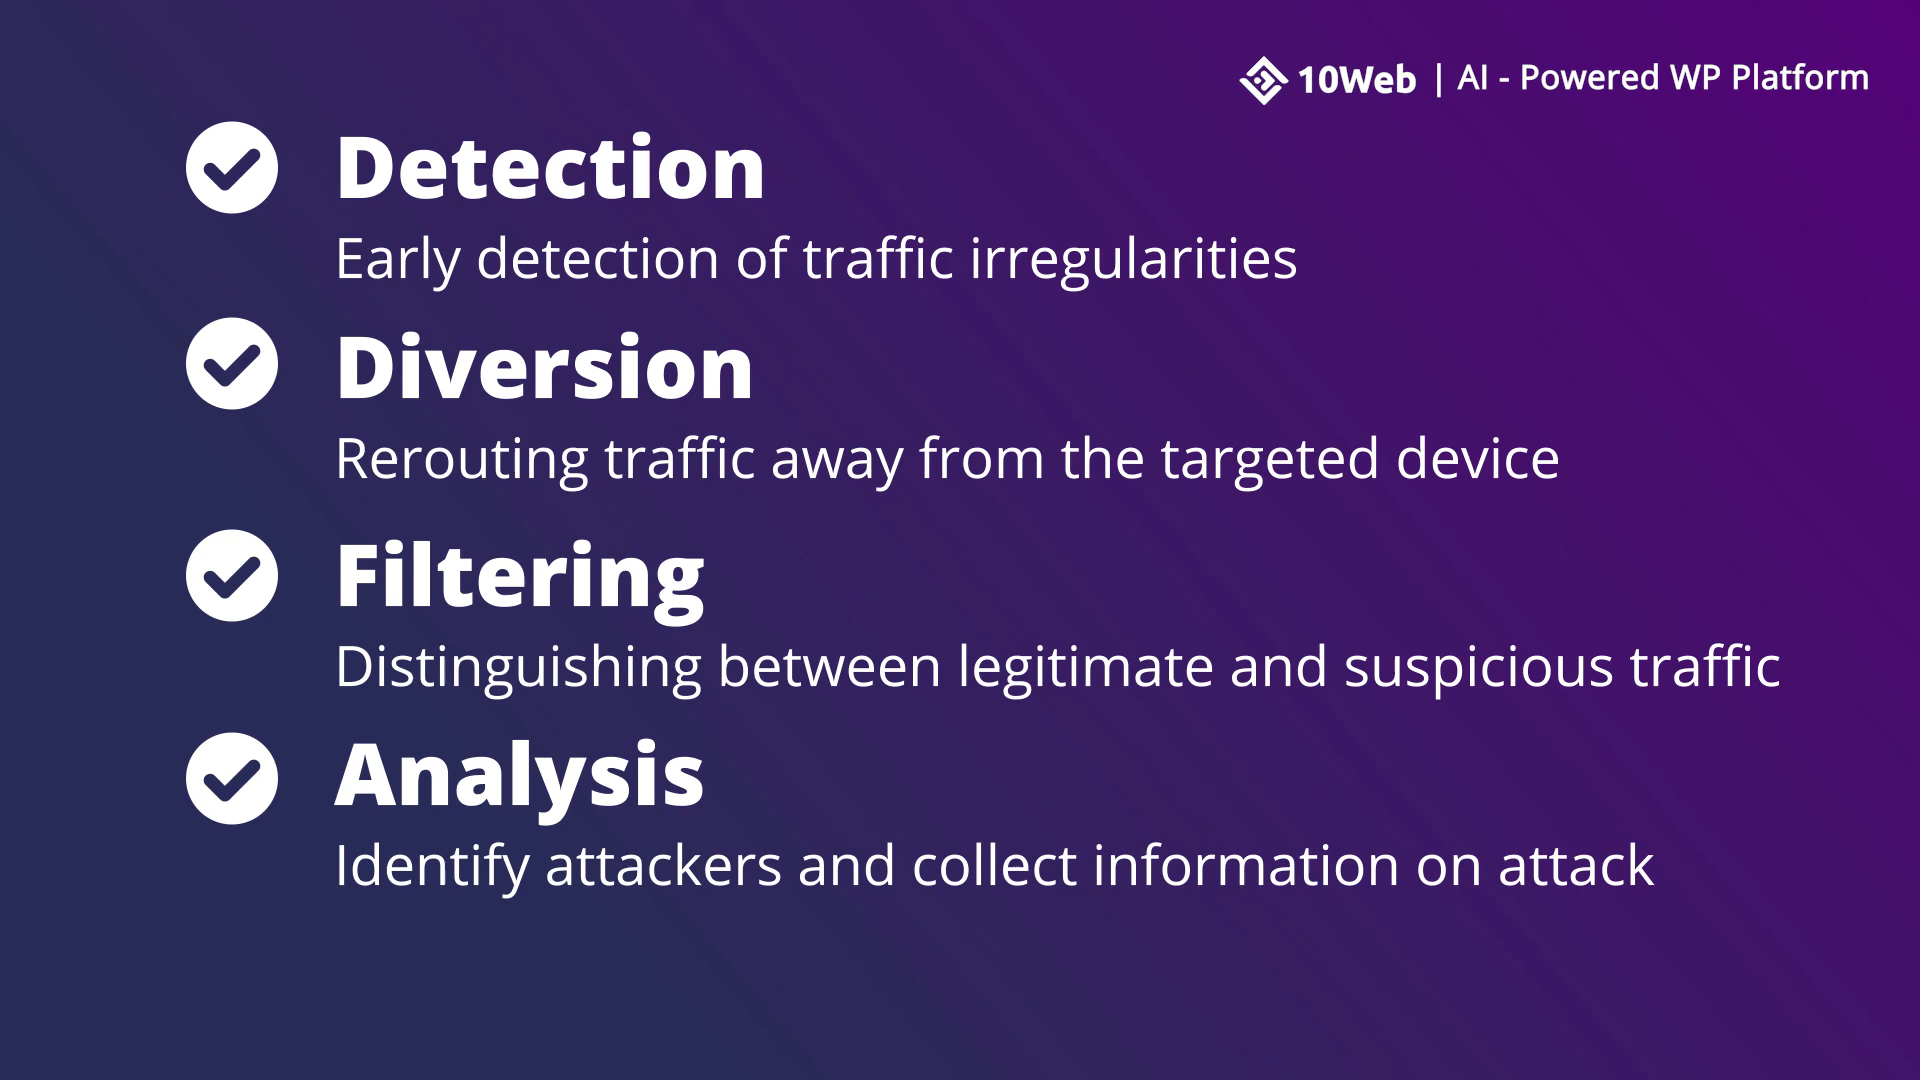 10Web | AI - Powered WP Platform
Detection
Early detection of traffic irregularities
Diversion
Rerouting traffic away from the targeted device
Filtering
Distinguishing between legitimate and suspicious traffic
Analysis
Identify attackers and collect information on attack